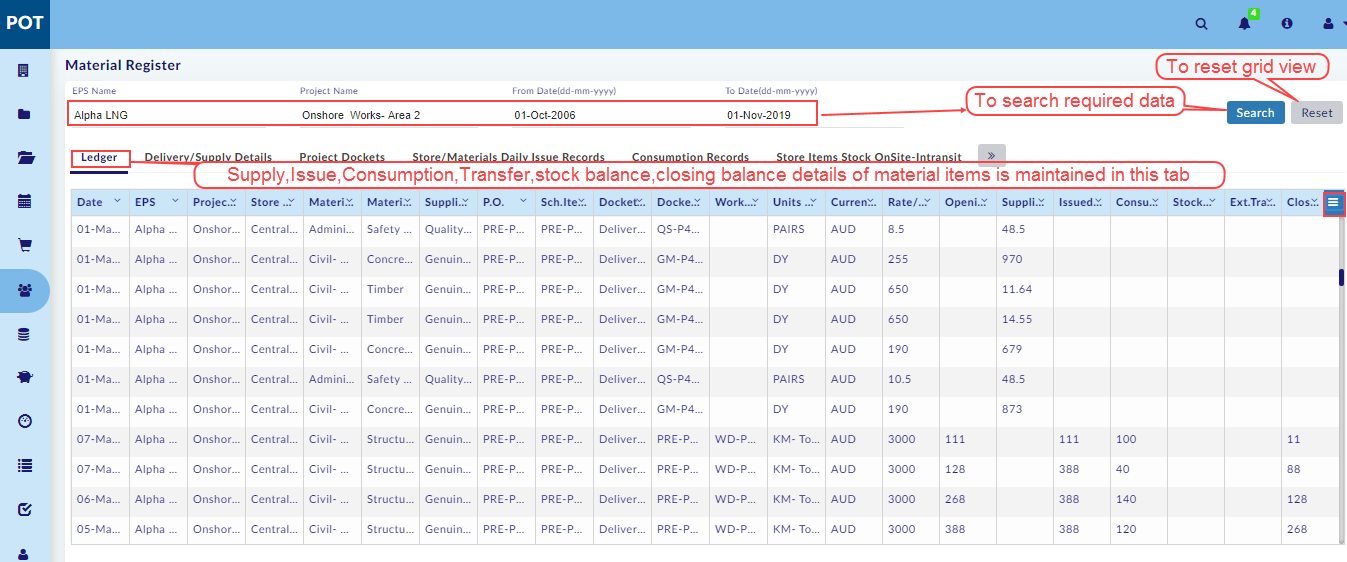 POT
4
Material Register
To reset grid view
EPS Name Project Name From Date(dd-mm-yyyy) To Date(dd-mm-yyyy)
To search required data
Alpha LNG Onshore Works- Area 2 01-Oct-2006 01-Nov-2019 Search Reset
Ledger Delivery/Supply Details Project Dockets Store/Materials Daily Issue Records Consumption Records Store Items Stock OnSite-Intransit »
Supply,Issue,Consumption,Transfer,stock balance,closing balance details of material items is maintained in this tab
Date EPS Projec... Store ... Materi... Materi... Suppli... P.O. Sch.Ite... Docket... Docke... Work... Units ... Curren... Rate/... Openi... Suppli... Issued... Consu... Stock... Ext.Tra... Clos...
01-Ma... Alpha ... Onshor... Central... Admini... Safety ... Quality... PRE-P... PRE-P... Deliver... QS-P4... PAIRS AUD 8.5 48.5
01-Ma... Alpha ... Onshor... Central... Civil- ... Concre... Genuin... PRE-P... PRE-P... Deliver... GM-P4... DY AUD 255 970
01-Ma... Alpha ... Onshor... Central... Civil- ... Timber Genuin... PRE-P... PRE-P... Deliver... GM-P4... DY AUD 650 11.64
01-Ma... Alpha ... Onshor... Central... Civil- ... Timber Genuin... PRE-P... PRE-P... Deliver... GM-P4... DY AUD 650 14.55
01-Ma... Alpha ... Onshor... Central... Civil- ... Concre... Genuin... PRE-P... PRE-P... Deliver... GM-P4... DY AUD 190 679
01-Ma... Alpha ... Onshor... Central... Admini... Safety ... Quality... PRE-P... PRE-P... Deliver... QS-P4... PAIRS AUD 10.5 48.5
01-Ma... Alpha ... Onshor... Central... Civil- ... Concre... Genuin... PRE-P... PRE-P... Deliver... GM-P4... DY AUD 190 873
07-Ma... Alpha ... Onshor... Central... Civil- ... Structu... Genuin... PRE-P... PRE-P... Deliver... PRE-P... WD-P... KM- To... AUD 3000 111 111 100 11
07-Ma... Alpha ... Onshor... Central... Civil- ... Structu... Genuin... PRE-P... PRE-P... Deliver... PRE-P... WD-P... KM- To... AUD 3000 128 388 40 88
06-Ma... Alpha ... Onshor... Central... Civil- ... Structu... Genuin... PRE-P... PRE-P... Deliver... PRE-P... WD-P... KM- To... AUD 3000 268 388 140 128
05-Ma... Alpha ... Onshor... Central... Civil- ... Structu... Genuin... PRE-P... PRE-P... Deliver... PRE-P... WD-P... KM- To... AUD 3000 388 388 120 268